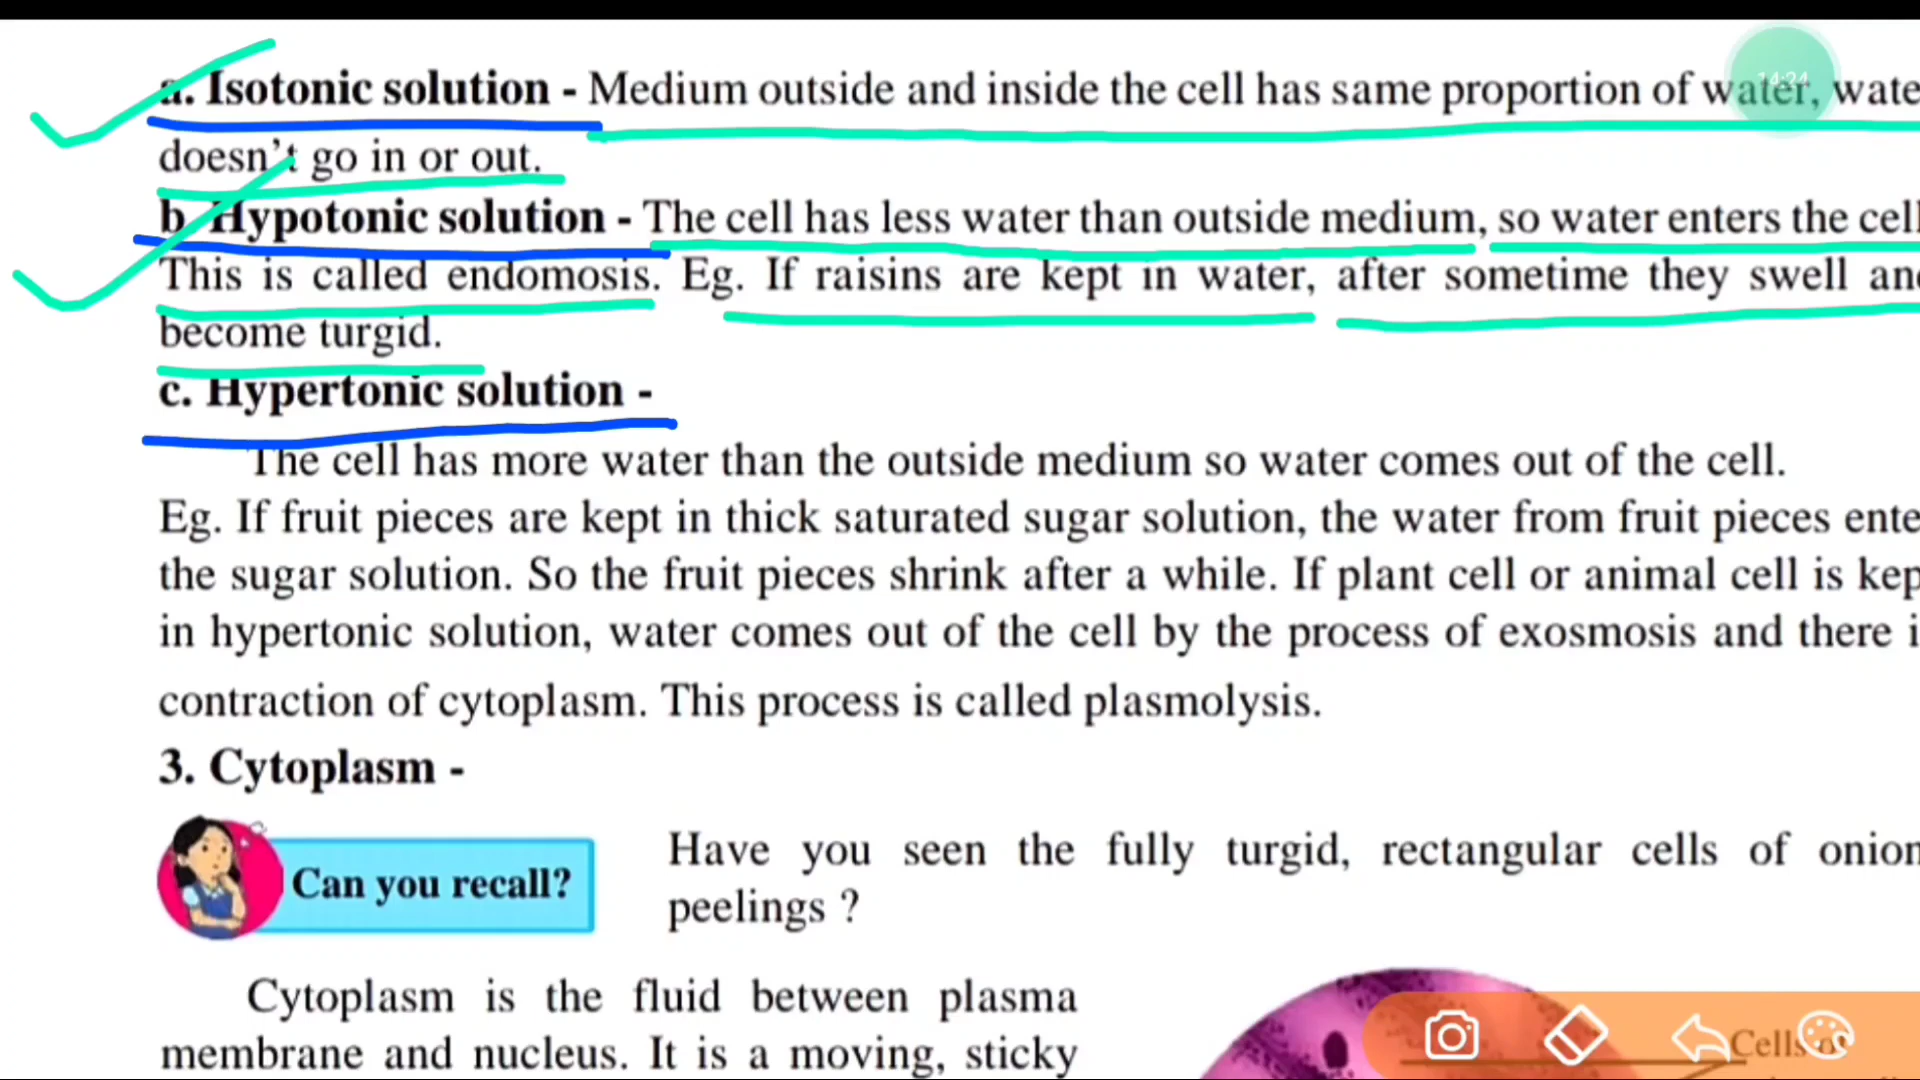 a. Isotonic solution - Medium outside and inside the cell has same proportion of water, wate
doesn't go in or out.
b. Hypotonic solution - The cell has less water than outside medium, so water enters the cell
This is called endomosis. Eg. If raisins are kept in water, after sometime they swell and
become turgid.
c. Hypertonic solution -
The cell has more water than the outside medium so water comes out of the cell.
Eg. If fruit pieces are kept in thick saturated sugar solution, the water from fruit pieces ente
the sugar solution. So the fruit pieces shrink after a while. If plant cell or animal cell is kep
in hypertonic solution, water comes out of the cell by the process of exosmosis and there i
contraction of cytoplasm. This process is called plasmolysis.
3. Cytoplasm -
Can you recall?
Have you seen the fully turgid, rectangular cells of onion
peelings ?
Cytoplasm is the fluid between plasma
membrane and nucleus. It is a moving, sticky
14:24
Cells